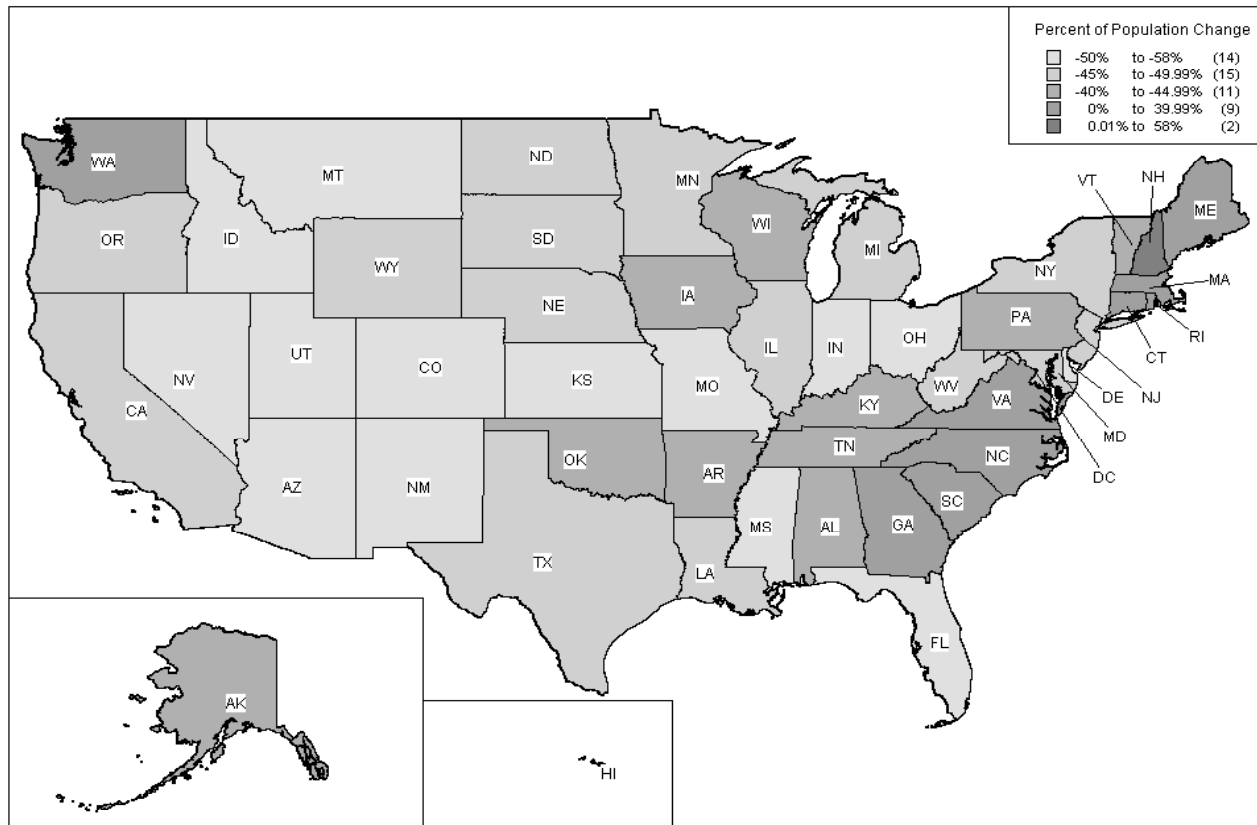 Percent of Population Change
-50% to -58% (14)
-45% to -49.99% (15)
-40% to -44.99% (11)
0% to 39.99% (9)
0.01% to 58% (2)
WA
MT
ND
MN
VT
NH
ME
OR
ID
SD
WI
MI
NY
MA
WY
IA
PA
RI
NE
CT
NV
UT
CO
IL
IN
OH
NJ
KS
MO
WV
DE
CA
KY
VA
MD
TN
NC
DC
AZ
NM
OK
AR
SC
MS
AL
GA
TX
LA
FL
AK
HI